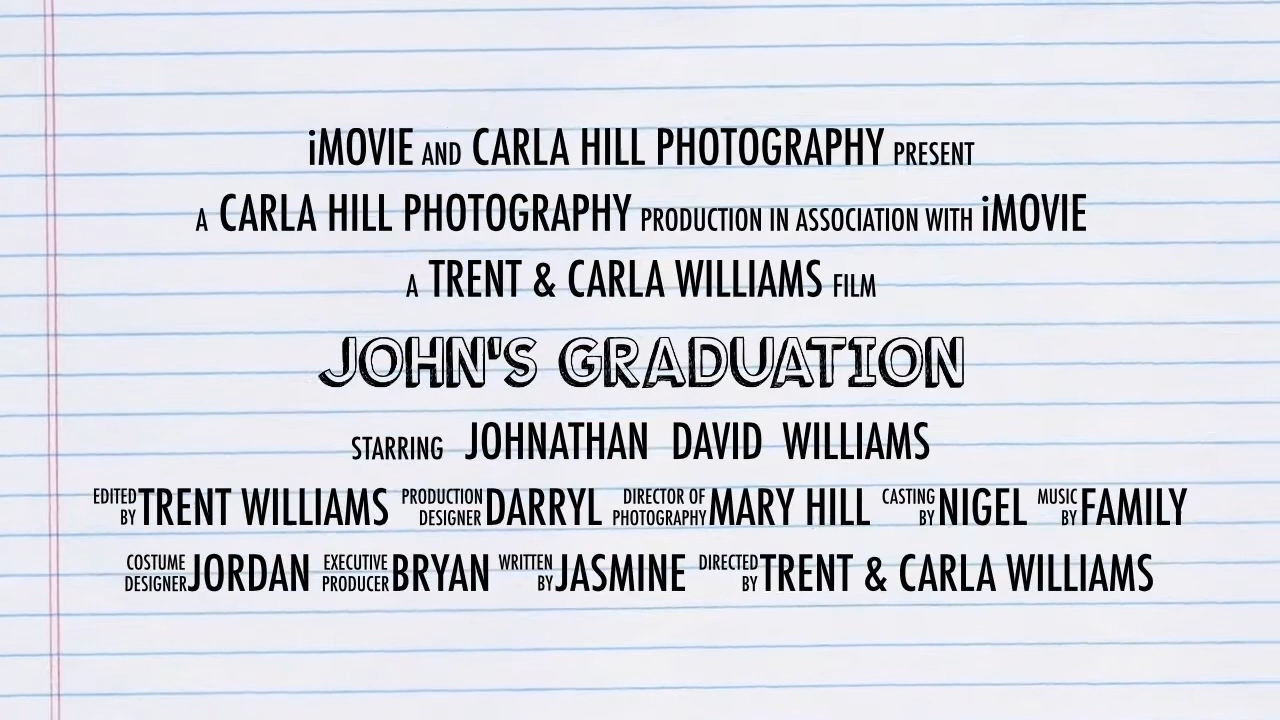 iMOVIE AND CARLA HILL PHOTOGRAPHY PRESENT
A CARLA HILL PHOTOGRAPHY PRODUCTION IN ASSOCIATION WITH iMOVIE
A TRENT & CARLA WILLIAMS FILM
JOHN'S GRADUATION
STARRING JOHNATHAN DAVID WILLIAMS
EDITED BY TRENT WILLIAMS PRODUCTION DESIGNER DARRYL DIRECTOR OF PHOTOGRAPHY MARY HILL CASTING BY NIGEL MUSIC BY FAMILY
COSTUME DESIGNER JORDAN EXECUTIVE PRODUCER BRYAN WRITTEN BY JASMINE DIRECTED BY TRENT & CARLA WILLIAMS